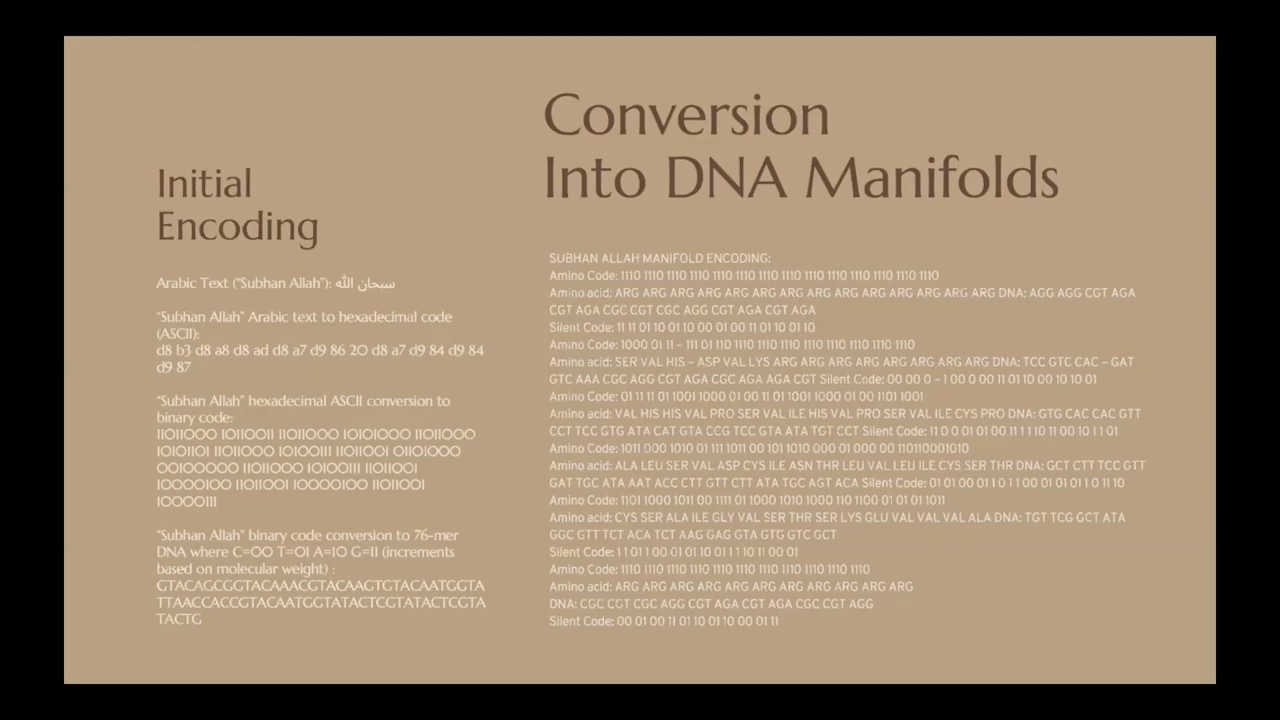 Initial
Encoding
Arabic Text ("Subhan Allah"): سبحان الله
"Subhan Allah" Arabic text to hexadecimal code
(ASCII):
d8 b3 d8 a8 d8 ad d8 a7 d9 86 20 d8 a7 d9 84 d9 84
d9 87
"Subhan Allah" hexadecimal ASCII conversion to
binary code:
11011000 10110011 11011000 10101000 11011000
10101101 11011000 10100111 11011001 01101000
00100000 11011000 10100111 11011001
10000100 11011001 10000100 11011001
10000111
"Subhan Allah" binary code conversion to 76-mer
DNA where C=00 T=01 A=10 G=11 (increments
based on molecular weight) :
GTACAGCGGTACAAACGTACAAGTGTACAATGGTA
TTAACCACCGTACAATGGTATACTCGTATACTCGTA
TACTG
Conversion
Into DNA Manifolds
SUBHAN ALLAH MANIFOLD ENCODING:
Amino Code: 1110 1110 1110 1110 1110 1110 1110 1110 1110 1110 1110 1110 1110 1110
Amino acid: ARG ARG ARG ARG ARG ARG ARG ARG ARG ARG ARG ARG ARG ARG DNA: AGG AGG CGT AGA
CGT AGA CGC CGT CGC AGG CGT AGA CGT AGA
Silent Code: 11 11 01 10 01 10 00 01 00 11 01 10 01 10
Amino Code: 1000 01 11 – 111 01 110 1110 1110 1110 1110 1110 1110 1110 1110
Amino acid: SER VAL HIS – ASP VAL LYS ARG ARG ARG ARG ARG ARG ARG ARG DNA: TCC GTC CAC – GAT
GTC AAA CGC AGG CGT AGA CGC AGA AGA CGT Silent Code: 00 00 0 – 1 00 0 00 11 01 10 00 10 10 01
Amino Code: 01 11 11 01 1001 1000 01 00 11 01 1001 1000 01 00 1101 1001
Amino acid: VAL HIS HIS VAL PRO SER VAL ILE HIS VAL PRO SER VAL ILE CYS PRO DNA: GTG CAC CAC GTT
CCT TCC GTG ATA CAT GTA CCG TCC GTA ATA TGT CCT Silent Code: 11 0 0 01 01 00 11 1 1 10 11 00 10 1 1 01
Amino Code: 1011 000 1010 01 111 1011 00 101 1010 000 01 000 00 110110001010
Amino acid: ALA LEU SER VAL ASP CYS ILE ASN THR LEU VAL LEU ILE CYS SER THR DNA: GCT CTT TCC GTT
GAT TGC ATA AAT ACC CTT GTT CTT ATA TGC AGT ACA Silent Code: 01 01 00 01 1 0 1 1 00 01 01 01 1 0 11 10
Amino Code: 1101 1000 1011 00 1111 01 1000 1010 1000 110 1100 01 01 01 1011
Amino acid: CYS SER ALA ILE GLY VAL SER THR SER LYS GLU VAL VAL VAL ALA DNA: TGT TCG GCT ATA
GGC GTT TCT ACA TCT AAG GAG GTA GTG GTC GCT
Silent Code: 1 1 01 1 00 01 01 10 01 1 1 10 11 00 01
Amino Code: 1110 1110 1110 1110 1110 1110 1110 1110 1110 1110 1110
Amino acid: ARG ARG ARG ARG ARG ARG ARG ARG ARG ARG ARG
DNA: CGC CGT CGC AGG CGT AGA CGT AGA CGC CGT AGG
Silent Code: 00 01 00 11 01 10 01 10 00 01 11